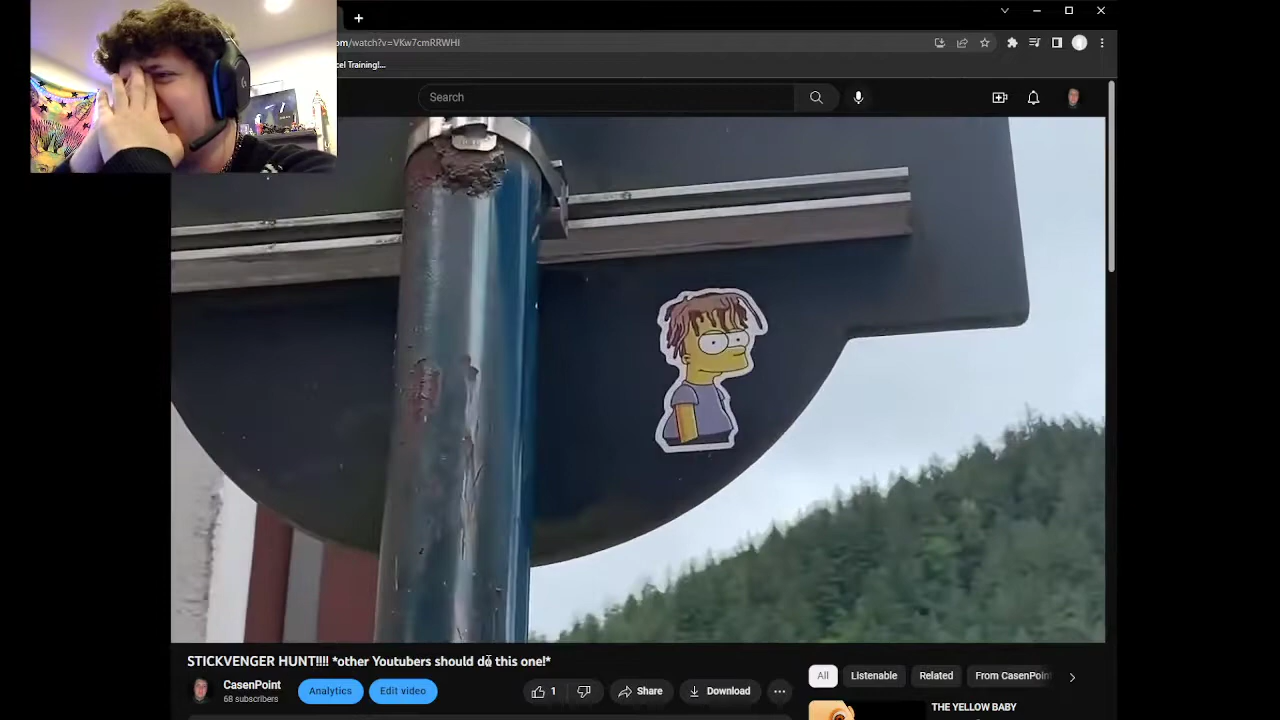 om/watch?v=VKw7cmRRWHI
cel Training!...
Search
STICKVENGER HUNT!!!! *other Youtubers should do this one!*
CasenPoint
68 subscribers
Analytics
Edit video
1
Share
Download
All
Listenable
Related
From CasenPoint
THE YELLOW BABY